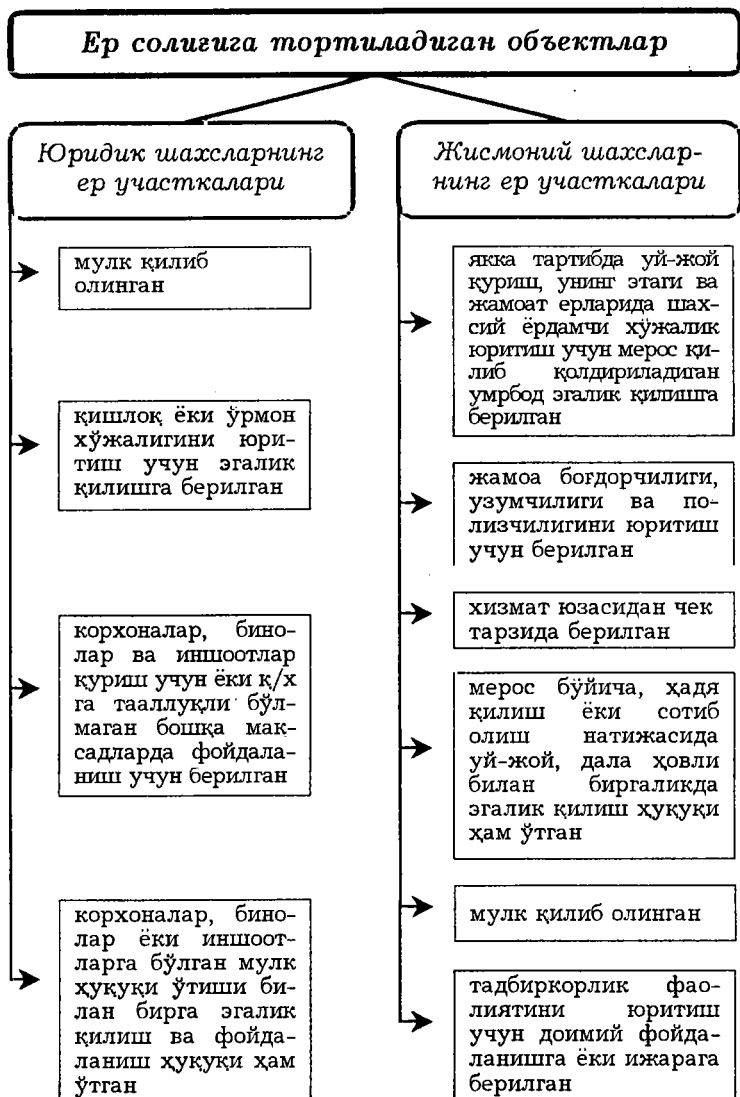 Ер солиғига тортиладиган объектлар
Юридик шахсларнинг
ер участкалари
мулк қилиб
олинган
қишлоқ ёки ўрмон
хўжалигини юри-
тиш учун эгалик
қилишга берилган
корхоналар, бино-
лар ва иншоотлар
қуриш учун ёки қ/х
га тааллуқли бўл-
маган бошқа мақ-
садларда фойдала-
ниш учун берилган
корхоналар, бино-
лар ёки иншоот-
ларга бўлган мулк
ҳуқуқи ўтиши би-
лан бирга эгалик
қилиш ва фойда-
ланиш ҳуқуқи ҳам
ўтган
Жисмоний шахслар-
нинг ер участкалари
якка тартибда уй-жой
қуриш, унинг этаги ва
жамоат ерларида шах-
сий ёрдамчи хўжалик
юритиш учун мерос қи-
либ қолдириладиган
умрбод эгалик қилишга
берилган
жамоа боғдорчилиги,
узумчилиги ва по-
лизчилигини юритиш
учун берилган
хизмат юзасидан чек
тарзида берилган
мерос бўйича, ҳадя
қилиш ёки сотиб
олиш натижасида
уй-жой, дала ҳовли
билан биргаликда
эгалик қилиш ҳуқуқи
ҳам ўтган
мулк қилиб олинган
тадбиркорлик фао-
лиятини юритиш
учун доимий фойда-
ланишга ёки ижарага
берилган